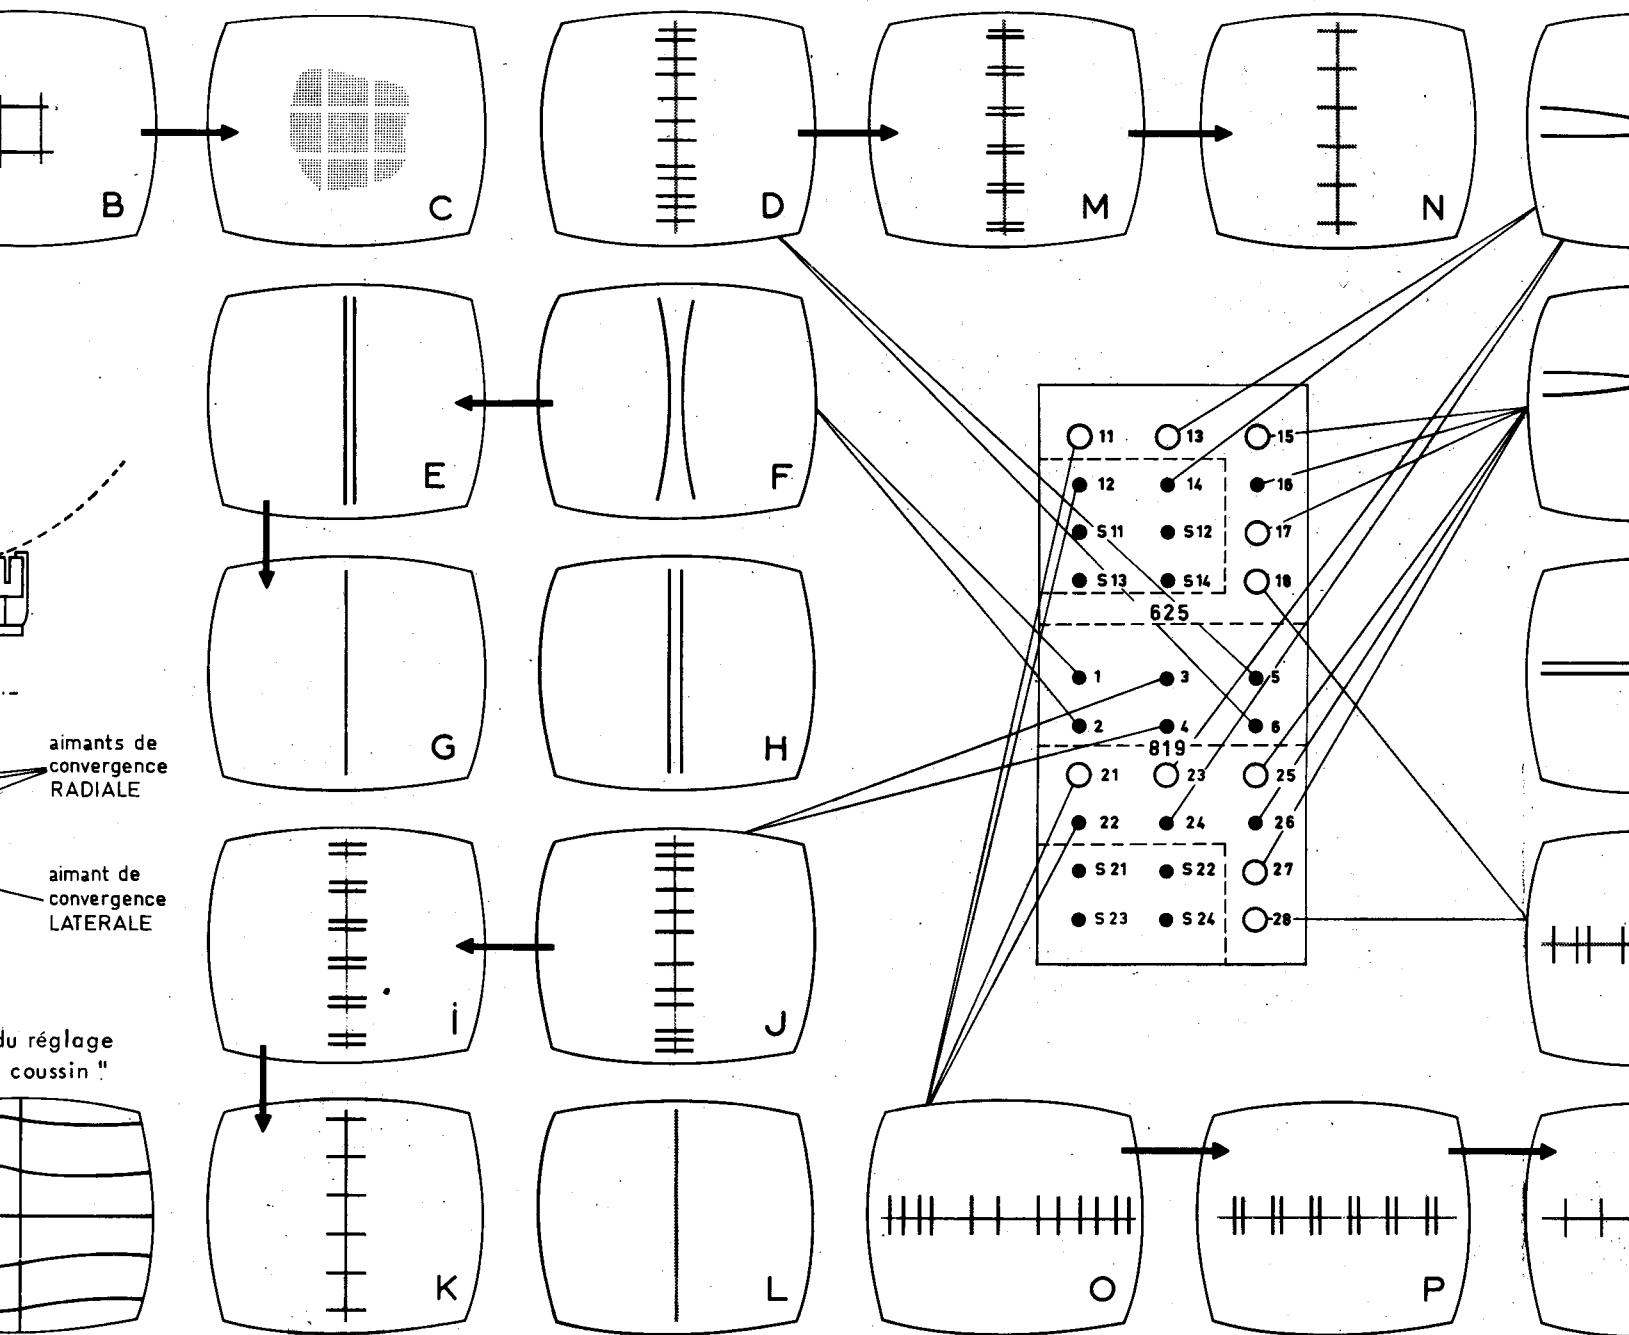 B
C
D
M
N
E
F
11 13 15
12 14 16
S11 S12 17
S13 S14 18
625
1 3 5
2 4 6
819
21 23 25
22 24 26
S21 S22 27
S23 S24 28
G
H
aimants de
convergence
RADIALE
aimant de
convergence
LATERALE
i
J
du réglage
coussin "
K
L
O
P